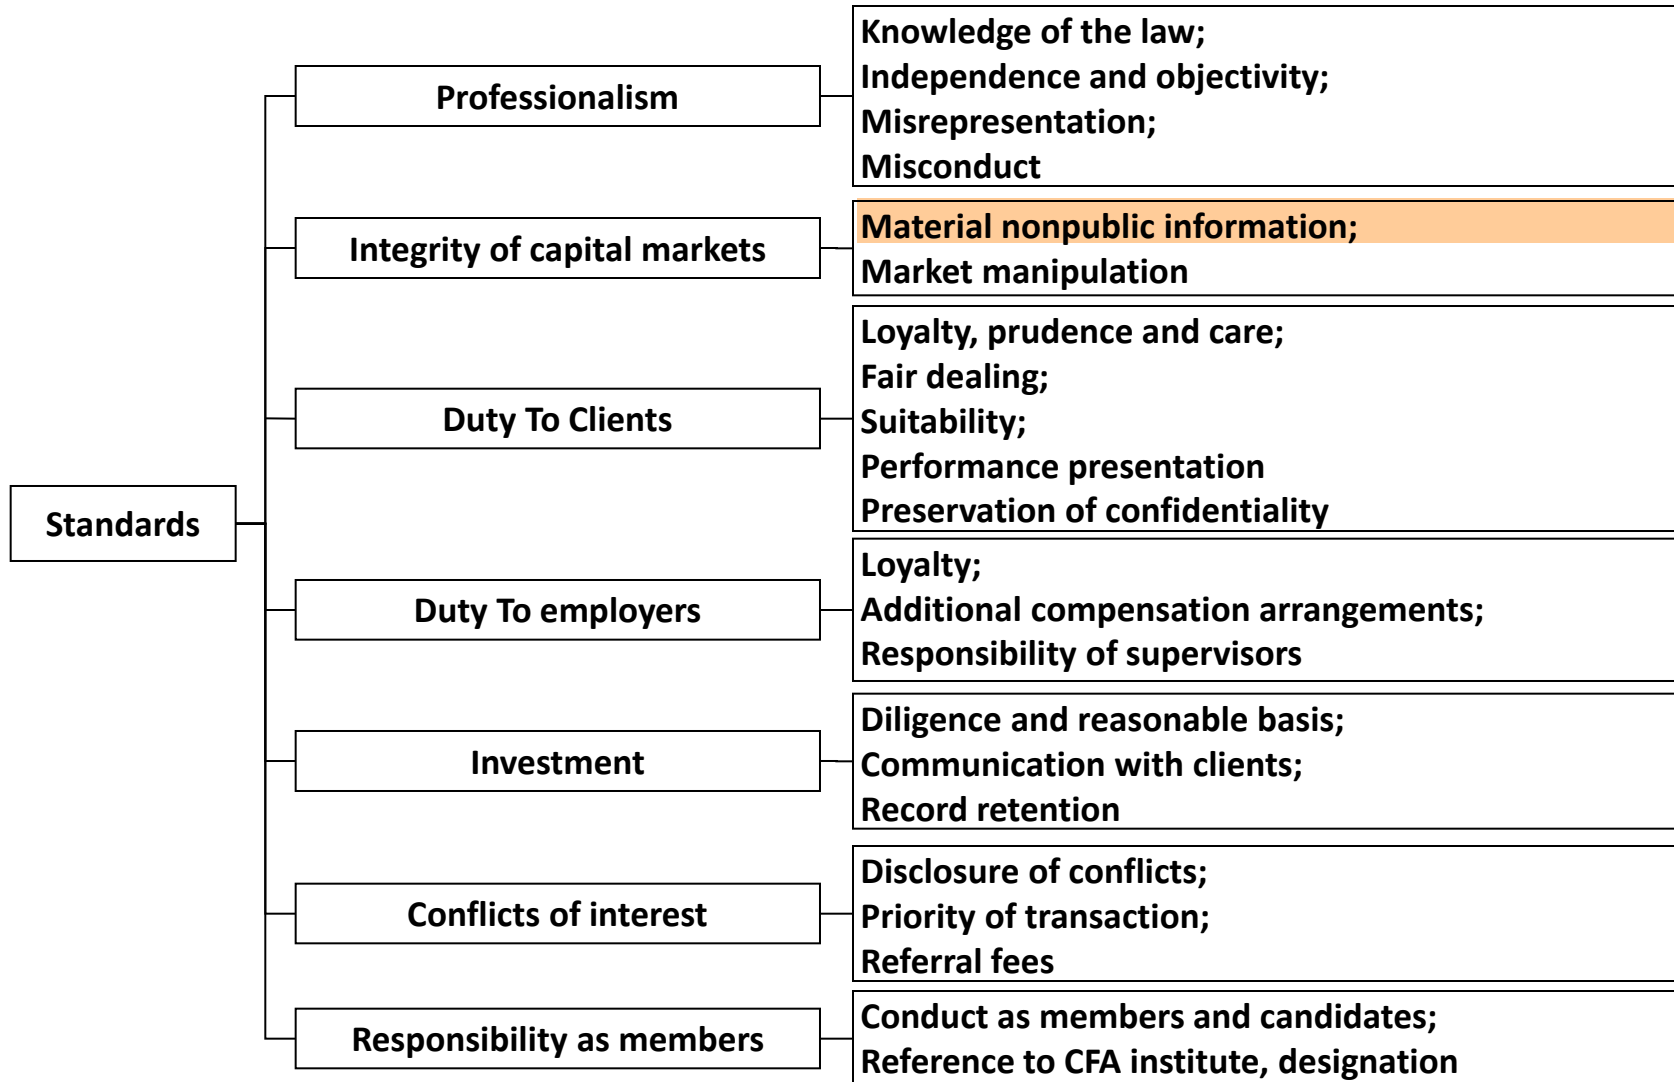 Standards
Professionalism
Knowledge of the law;
Independence and objectivity;
Misrepresentation;
Misconduct
Integrity of capital markets
Material nonpublic information;
Market manipulation
Duty To Clients
Loyalty, prudence and care;
Fair dealing;
Suitability;
Performance presentation
Preservation of confidentiality
Duty To employers
Loyalty;
Additional compensation arrangements;
Responsibility of supervisors
Investment
Diligence and reasonable basis;
Communication with clients;
Record retention
Conflicts of interest
Disclosure of conflicts;
Priority of transaction;
Referral fees
Responsibility as members
Conduct as members and candidates;
Reference to CFA institute, designation